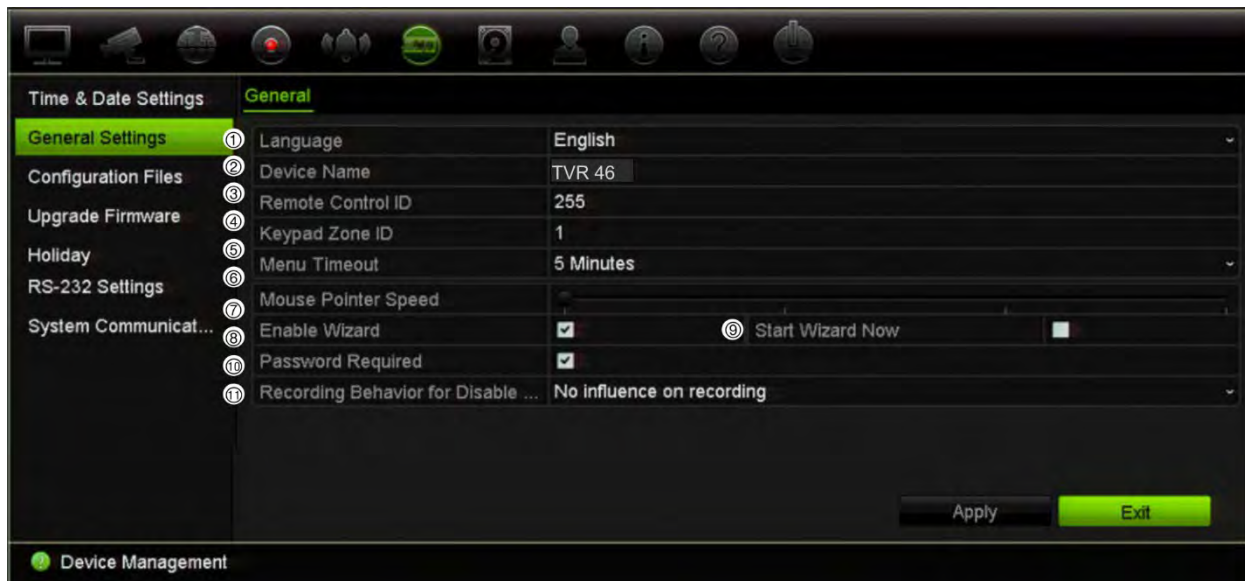 Time & Date Settings
General
General Settings
① Language English
Configuration Files
② Device Name TVR 46
③ Remote Control ID 255
Upgrade Firmware
④ Keypad Zone ID 1
Holiday
⑤ Menu Timeout 5 Minutes
RS-232 Settings
⑥
⑦ Mouse Pointer Speed
System Communicat...
⑧ Enable Wizard ⑨ Start Wizard Now
⑩ Password Required
⑪ Recording Behavior for Disable ... No influence on recording
Apply Exit
Device Management